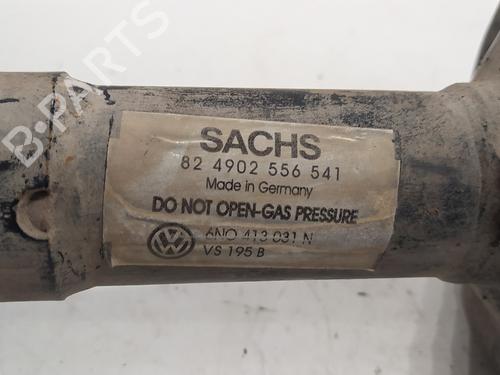 B-PARTS
SACHS
82 4902 556 541
Made in Germany
DO NOT OPEN-GAS PRESSURE
6N0 413 031 N
VS 195 B